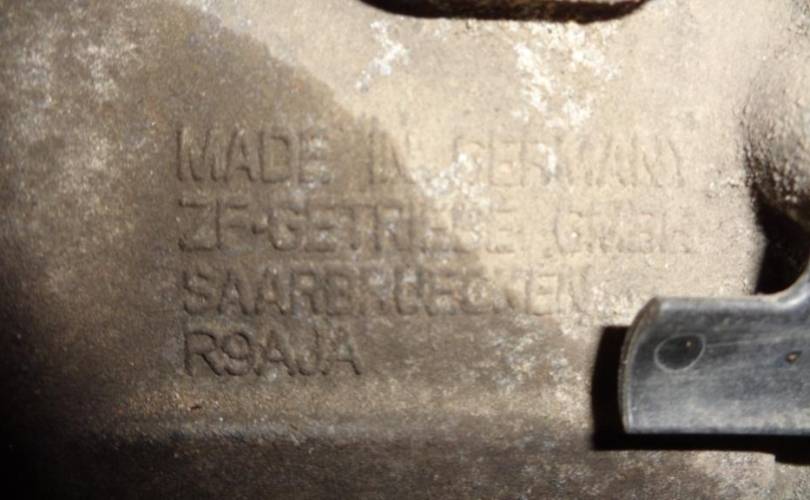 MADE IN GERMANY
ZF-GETRIEBE GMBH
SAARBRUECKEN
R9AJA